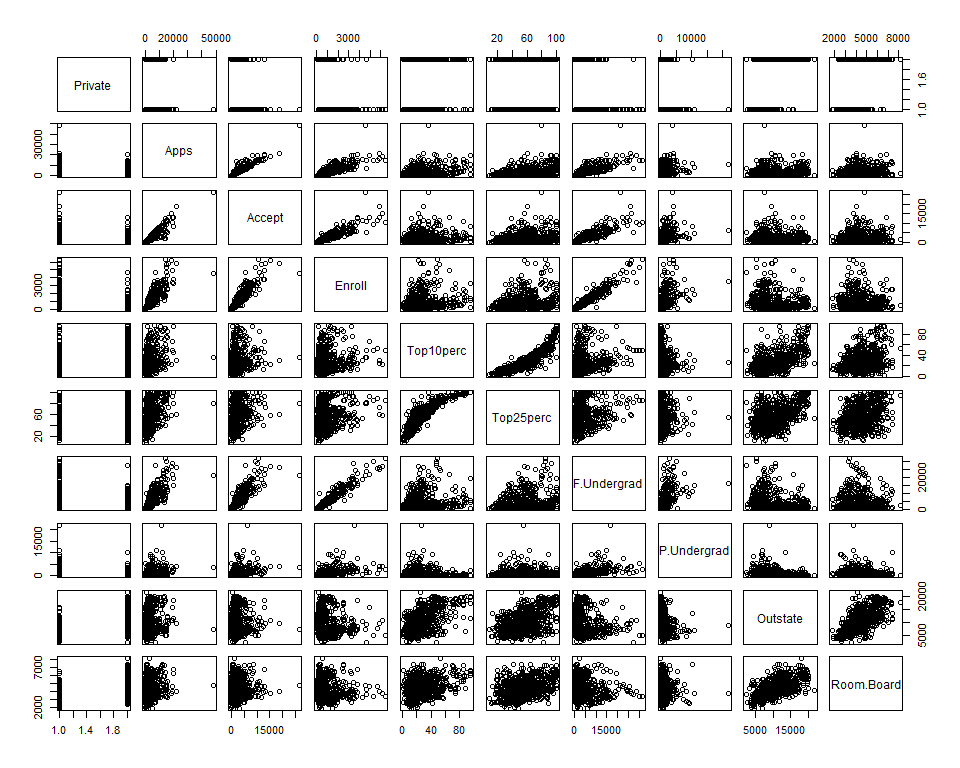 0 20000 50000 0 3000 20 60 100 0 10000 2000 5000 8000
Private
1.0 1.6
Apps
0 30000
Accept
0 15000
Enroll
0 3000
Top10perc
0 40 80
Top25perc
20 60
F.Undergrad
0 20000
P.Undergrad
0 15000
Outstate
5000 20000
Room.Board
2000 7000
1.0 1.4 1.8 0 15000 0 40 80 0 15000 5000 15000